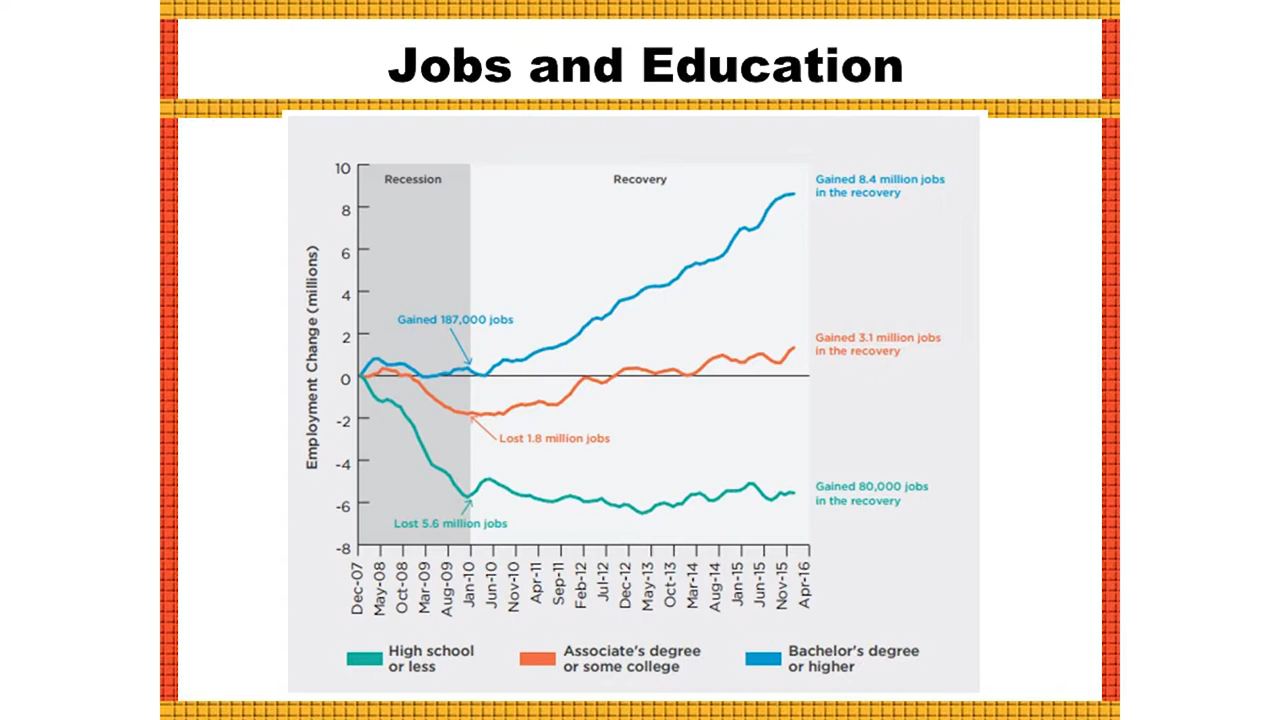 Jobs and Education
Recession
Recovery
Gained 8.4 million jobs
in the recovery
Gained 187,000 jobs
Gained 3.1 million jobs
in the recovery
Lost 1.8 million jobs
Gained 80,000 jobs
in the recovery
Lost 5.6 million jobs
Employment Change (millions)
10
8
6
4
2
0
-2
-4
-6
-8
Dec-07
May-08
Oct-08
Mar-09
Aug-09
Jan-10
Jun-10
Nov-10
Apr-11
Sep-11
Feb-12
Jul-12
Dec-12
May-13
Oct-13
Mar-14
Aug-14
Jan-15
Jun-15
Nov-15
Apr-16
High school
or less
Associate's degree
or some college
Bachelor's degree
or higher